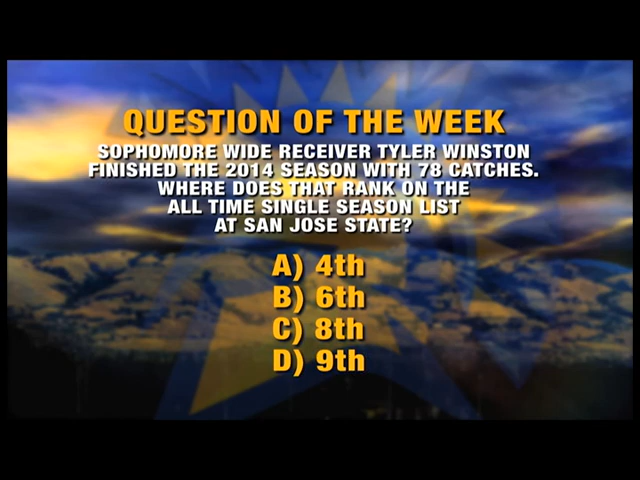 QUESTION OF THE WEEK
SOPHOMORE WIDE RECEIVER TYLER WINSTON
FINISHED THE 2014 SEASON WITH 78 CATCHES.
WHERE DOES THAT RANK ON THE
ALL TIME SINGLE SEASON LIST
AT SAN JOSE STATE?
A) 4th
B) 6th
C) 8th
D) 9th